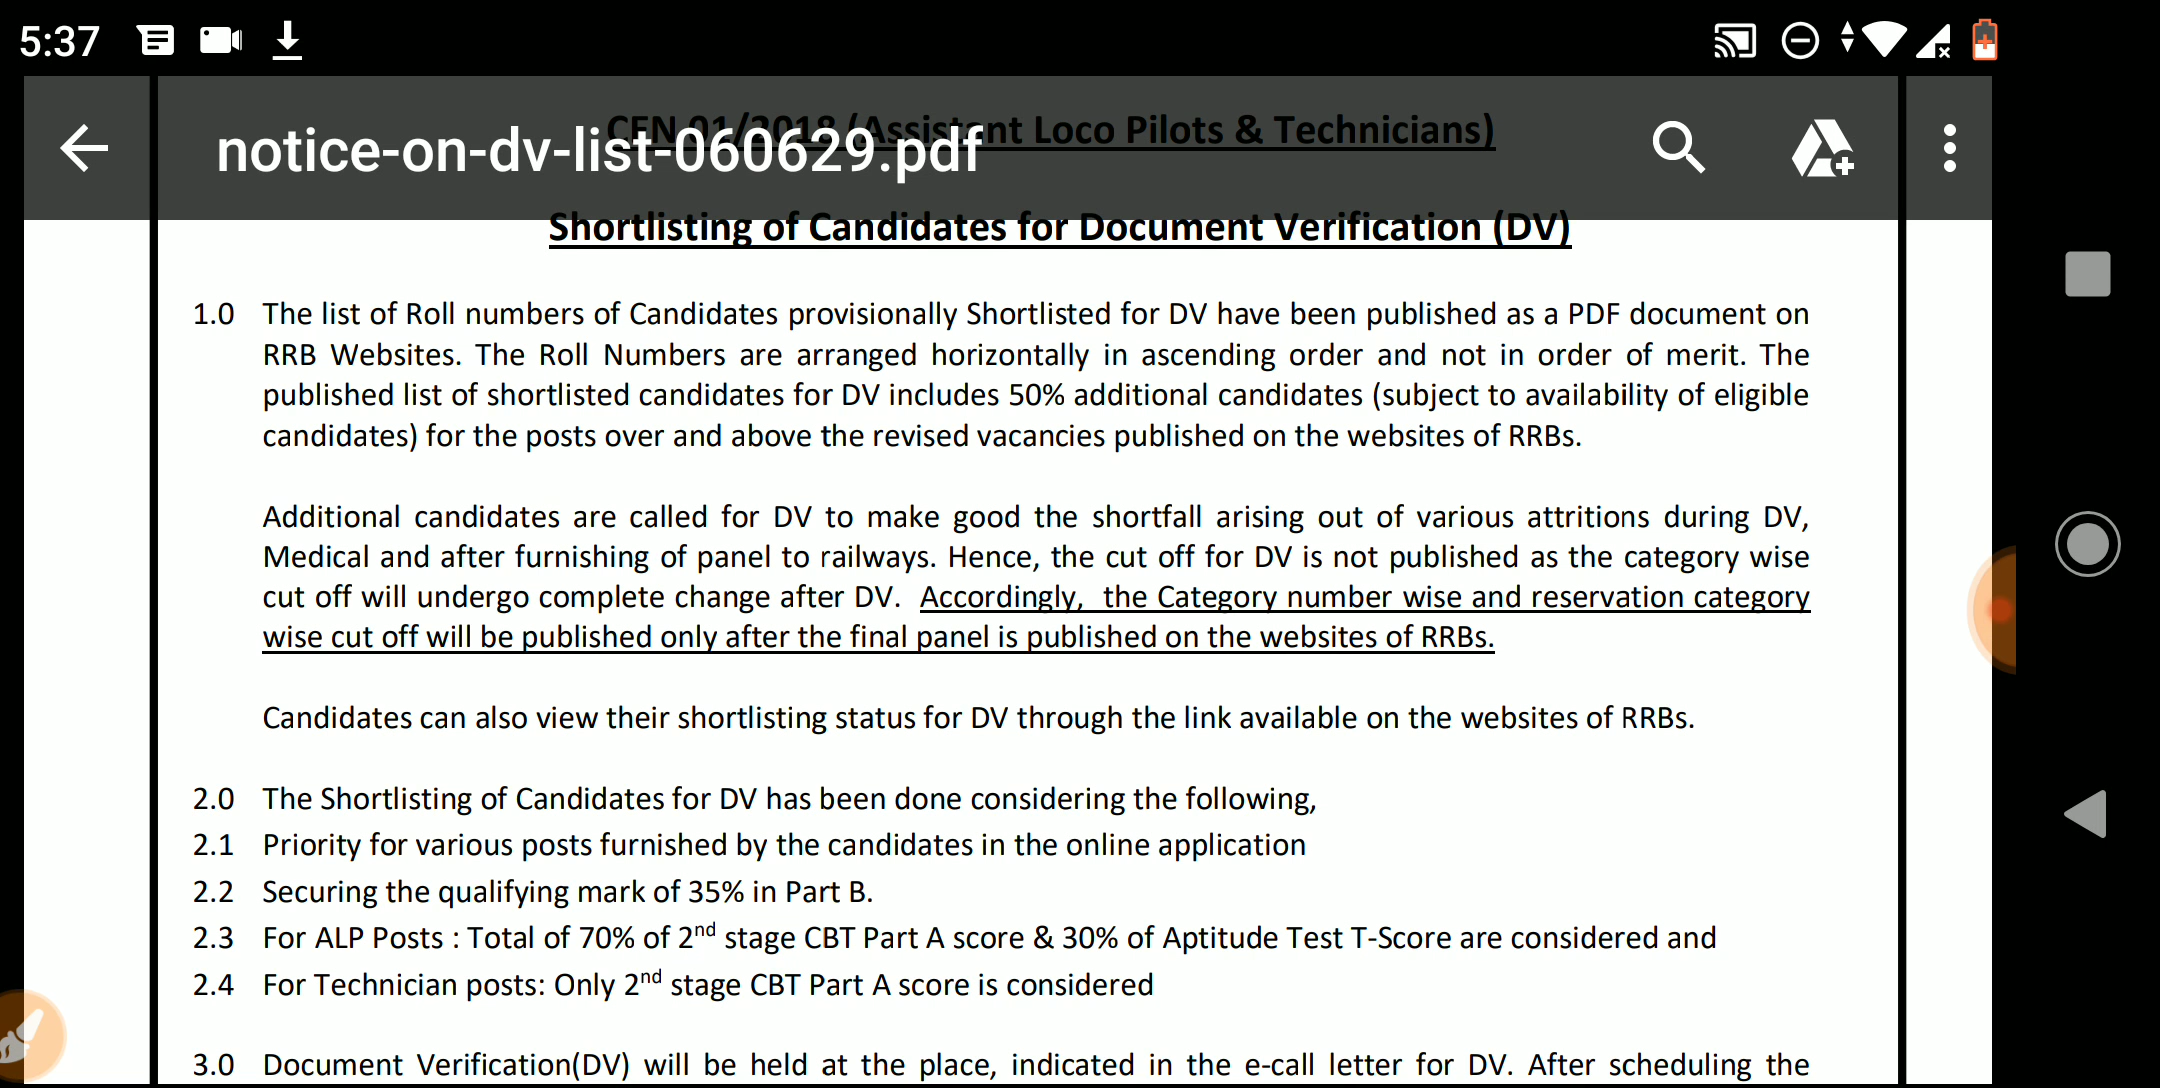 5:37
CEN 01/2018 (Assistant Loco Pilots & Technicians)
notice-on-dv-list-060629.pdf
Shortlisting of Candidates for Document Verification (DV)
1.0 The list of Roll numbers of Candidates provisionally Shortlisted for DV have been published as a PDF document on
RRB Websites. The Roll Numbers are arranged horizontally in ascending order and not in order of merit. The
published list of shortlisted candidates for DV includes 50% additional candidates (subject to availability of eligible
candidates) for the posts over and above the revised vacancies published on the websites of RRBs.
Additional candidates are called for DV to make good the shortfall arising out of various attritions during DV,
Medical and after furnishing of panel to railways. Hence, the cut off for DV is not published as the category wise
cut off will undergo complete change after DV. Accordingly, the Category number wise and reservation category
wise cut off will be published only after the final panel is published on the websites of RRBs.
Candidates can also view their shortlisting status for DV through the link available on the websites of RRBs.
2.0 The Shortlisting of Candidates for DV has been done considering the following,
2.1 Priority for various posts furnished by the candidates in the online application
2.2 Securing the qualifying mark of 35% in Part B.
2.3 For ALP Posts : Total of 70% of 2nd stage CBT Part A score & 30% of Aptitude Test T-Score are considered and
2.4 For Technician posts: Only 2nd stage CBT Part A score is considered
3.0 Document Verification(DV) will be held at the place, indicated in the e-call letter for DV. After scheduling the